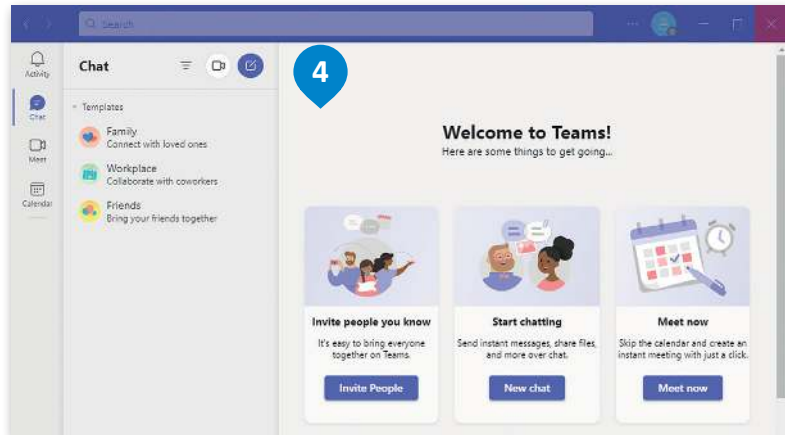 Search
Activity
Chat
Meet
Calendar
Chat
Templates
Family
Connect with loved ones
Workplace
Collaborate with coworkers
Friends
Bring your friends together
4
Welcome to Teams!
Here are some things to get going...
Invite people you know
It's easy to bring everyone
together on Teams.
Invite People
Start chatting
Send instant messages, share files,
and more over chat.
New chat
Meet now
Skip the calendar and create an
instant meeting with just a click.
Meet now